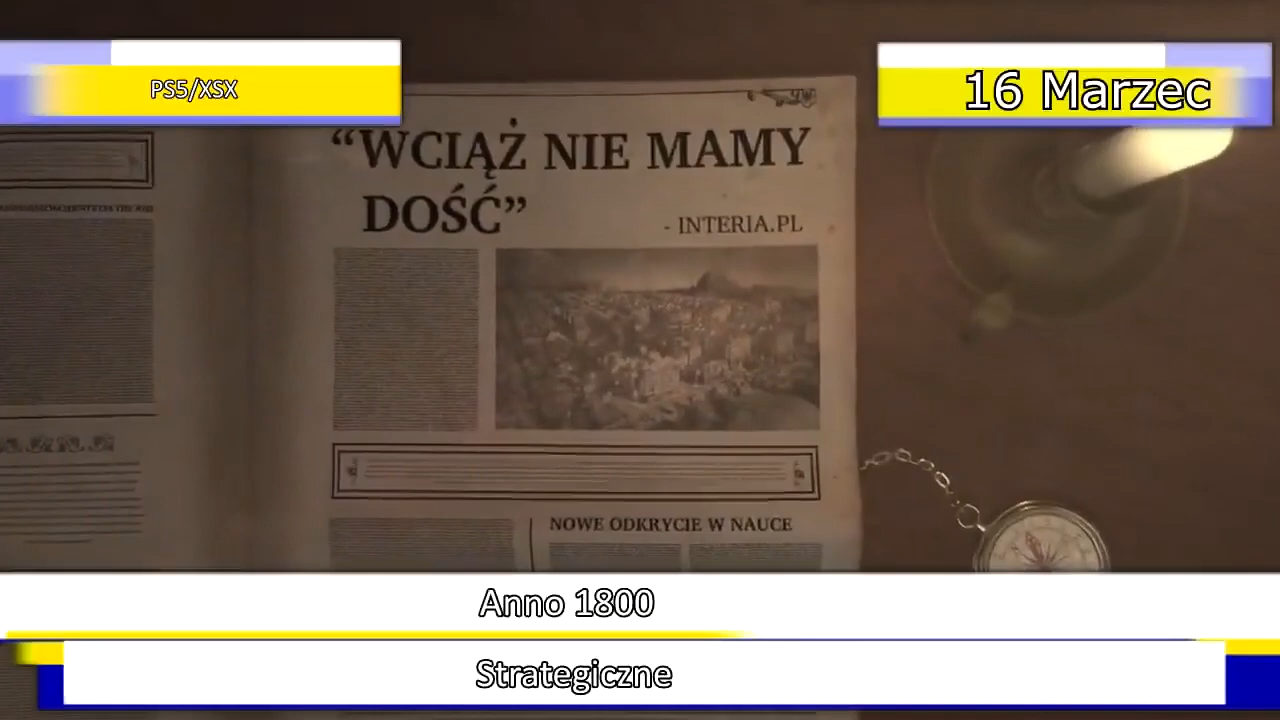 PS5/XSX
16 Marzec
“WCIĄŻ NIE MAMY
DOŚĆ”
- INTERIA.PL
NOWE ODKRYCIE W NAUCE
Anno 1800
Strategiczne